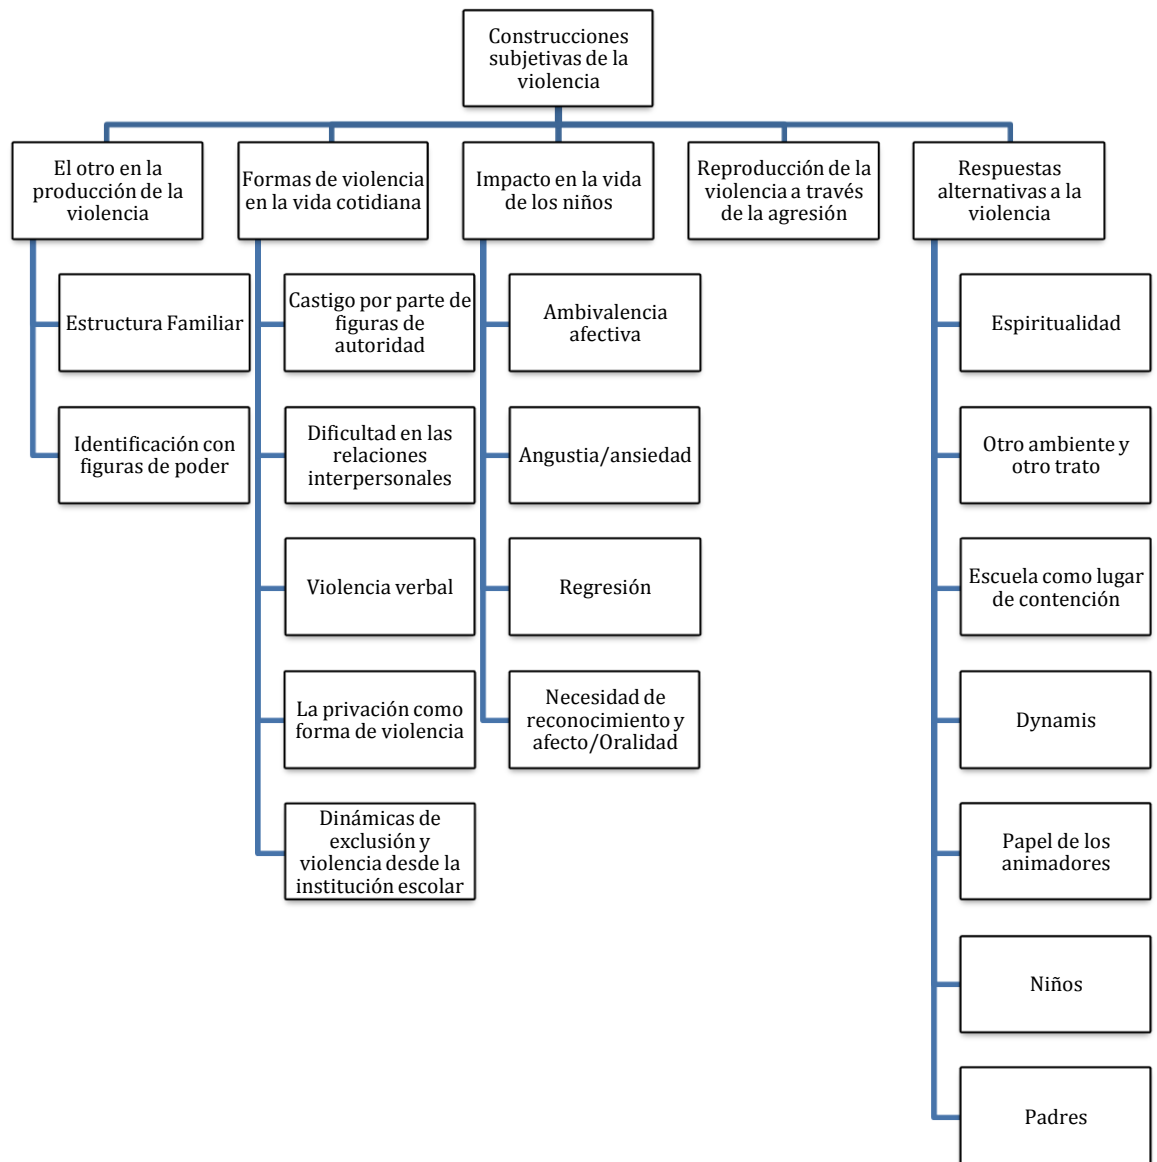 Construcciones
subjetivas de la
violencia
El otro en la
producción de la
violencia
Formas de violencia
en la vida cotidiana
Impacto en la vida
de los niños
Reproducción de la
violencia a través
de la agresión
Respuestas
alternativas a la
violencia
Estructura Familiar
Identificación con
figuras de poder
Castigo por parte de
figuras de
autoridad
Dificultad en las
relaciones
interpersonales
Violencia verbal
La privación como
forma de violencia
Dinámicas de
exclusión y
violencia desde la
institución escolar
Ambivalencia
afectiva
Angustia/ansiedad
Regresión
Necesidad de
reconocimiento y
afecto/Oralidad
Espiritualidad
Otro ambiente y
otro trato
Escuela como lugar
de contención
Dynamis
Papel de los
animadores
Niños
Padres